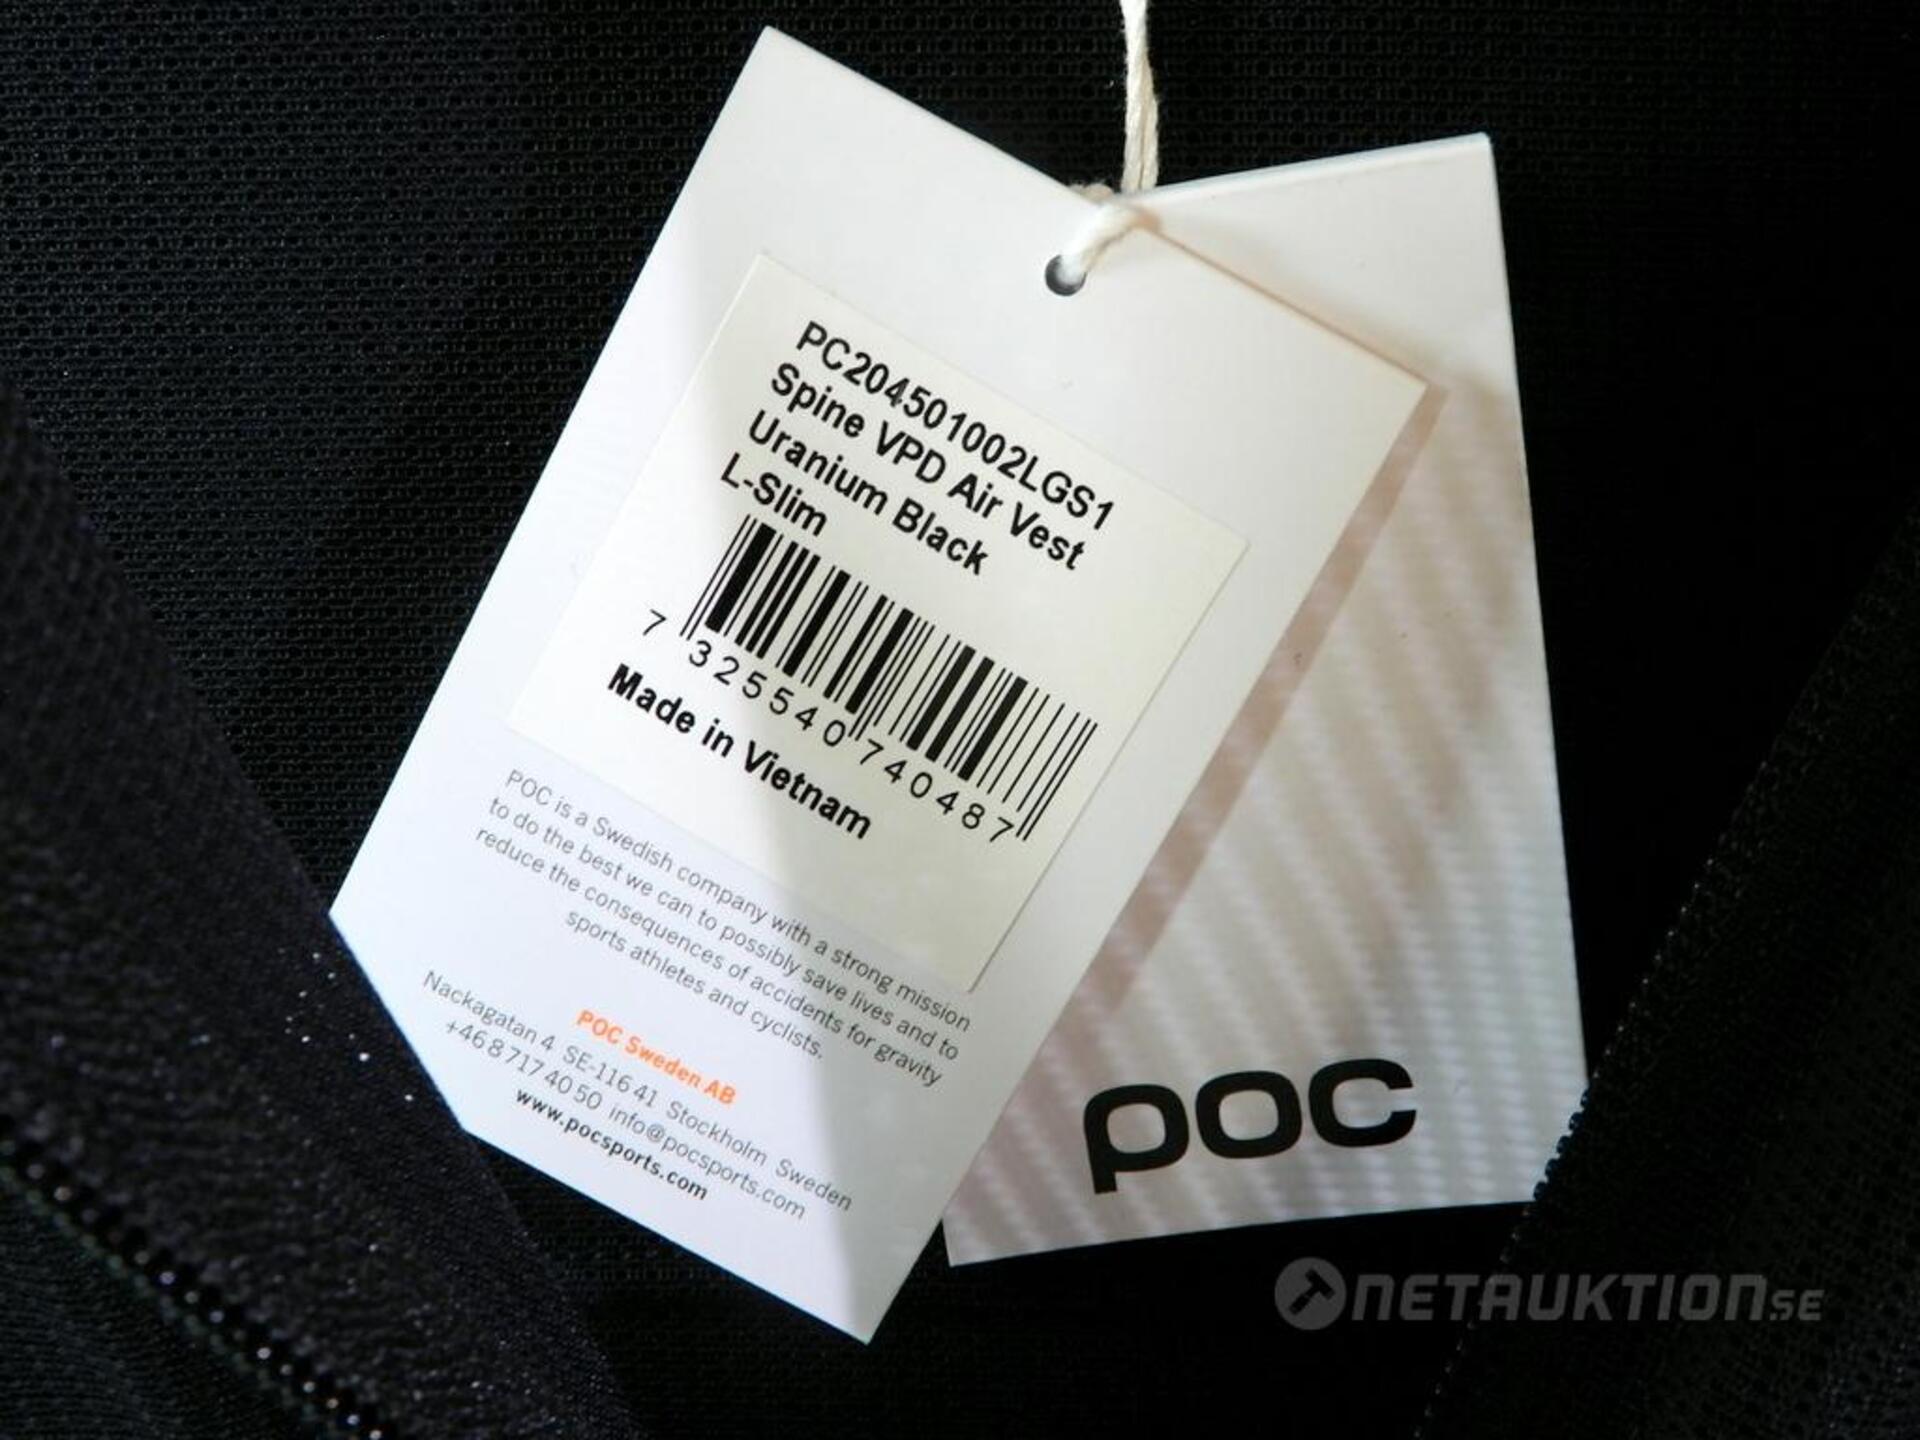 PC204501002LGS1
Spine VPD Air Vest
Uranium Black
L-Slim
7 325540 740487
Made in Vietnam
POC is a Swedish company with a strong mission
to do the best we can to possibly save lives and to
reduce the consequences of accidents for gravity
sports athletes and cyclists.
POC Sweden AB
Nackagatan 4 SE-116 41 Stockholm Sweden
+46 8 717 40 50 info@pocsports.com
www.pocsports.com
POC
NETAUKTION.SE